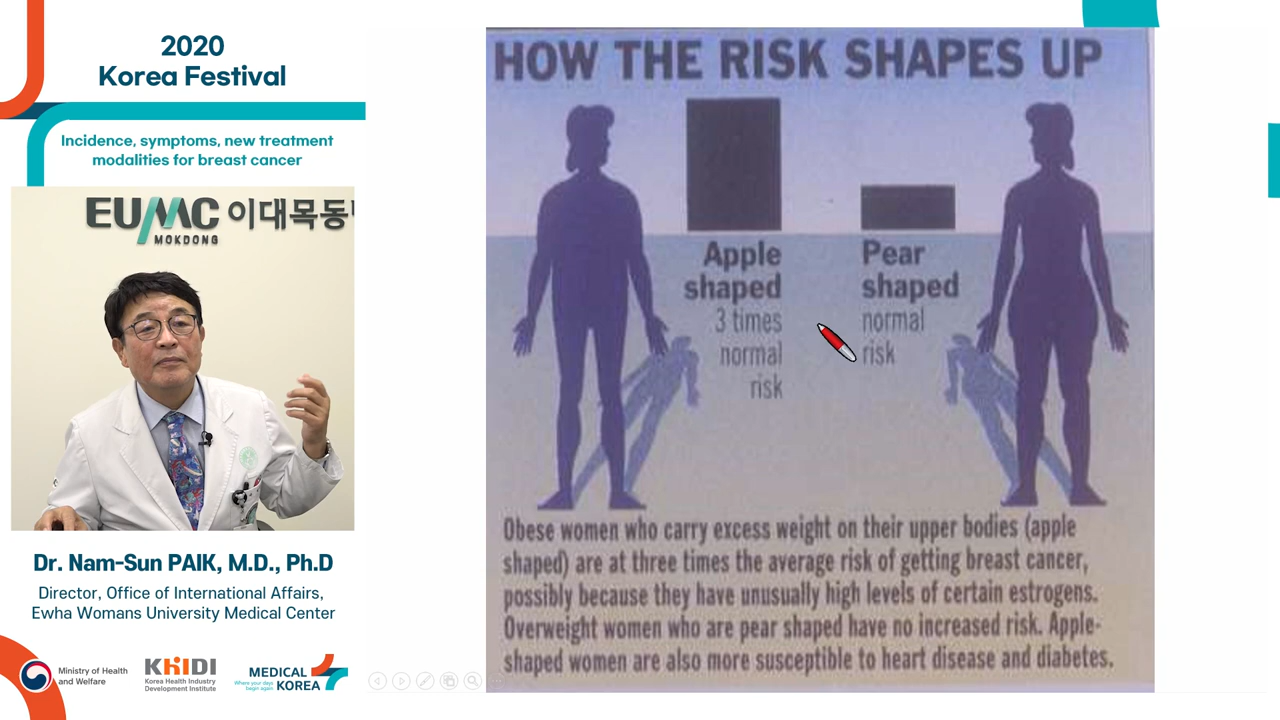 2020
Korea Festival
Incidence, symptoms, new treatment
modalities for breast cancer
EUMC 이대목동
MOKDONG
Dr. Nam-Sun PAIK, M.D., Ph.D
Director, Office of International Affairs,
Ewha Womans University Medical Center
Ministry of Health
and Welfare
KHIDI
Korea Health Industry
Development Institute
MEDICAL
KOREA
Where your days
begin again
HOW THE RISK SHAPES UP
Apple
shaped
3 times
normal
risk
Pear
shaped
normal
risk
Obese women who carry excess weight on their upper bodies (apple
shaped) are at three times the average risk of getting breast cancer,
possibly because they have unusually high levels of certain estrogens.
Overweight women who are pear shaped have no increased risk. Apple-
shaped women are also more susceptible to heart disease and diabetes.